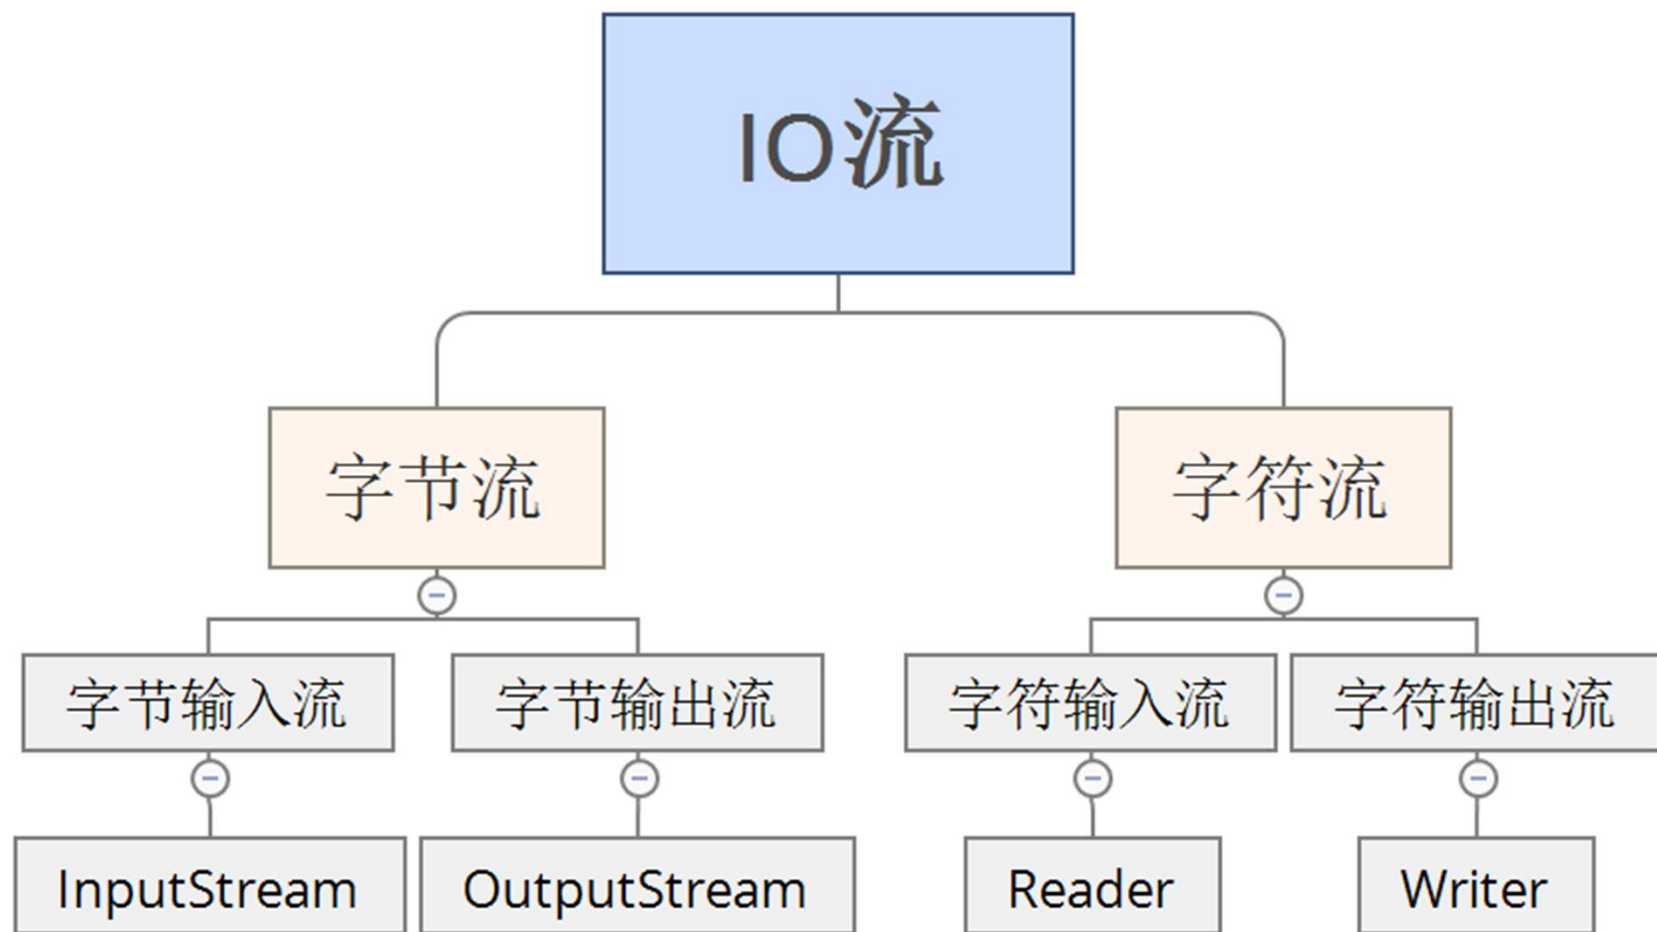 IO流
字节流
字符流
字节输入流
字节输出流
字符输入流
字符输出流
InputStream
OutputStream
Reader
Writer